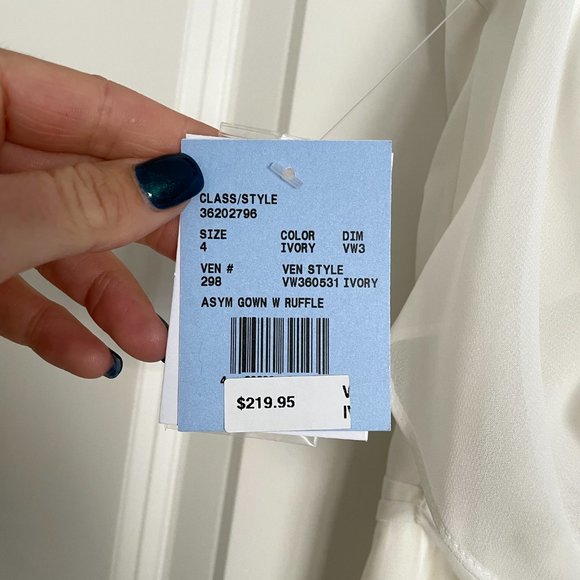 CLASS/STYLE
36202796
SIZE COLOR DIM
4 IVORY VW3
VEN # VEN STYLE
298 VW360531 IVORY
ASYM GOWN W RUFFLE
4
$219.95 V